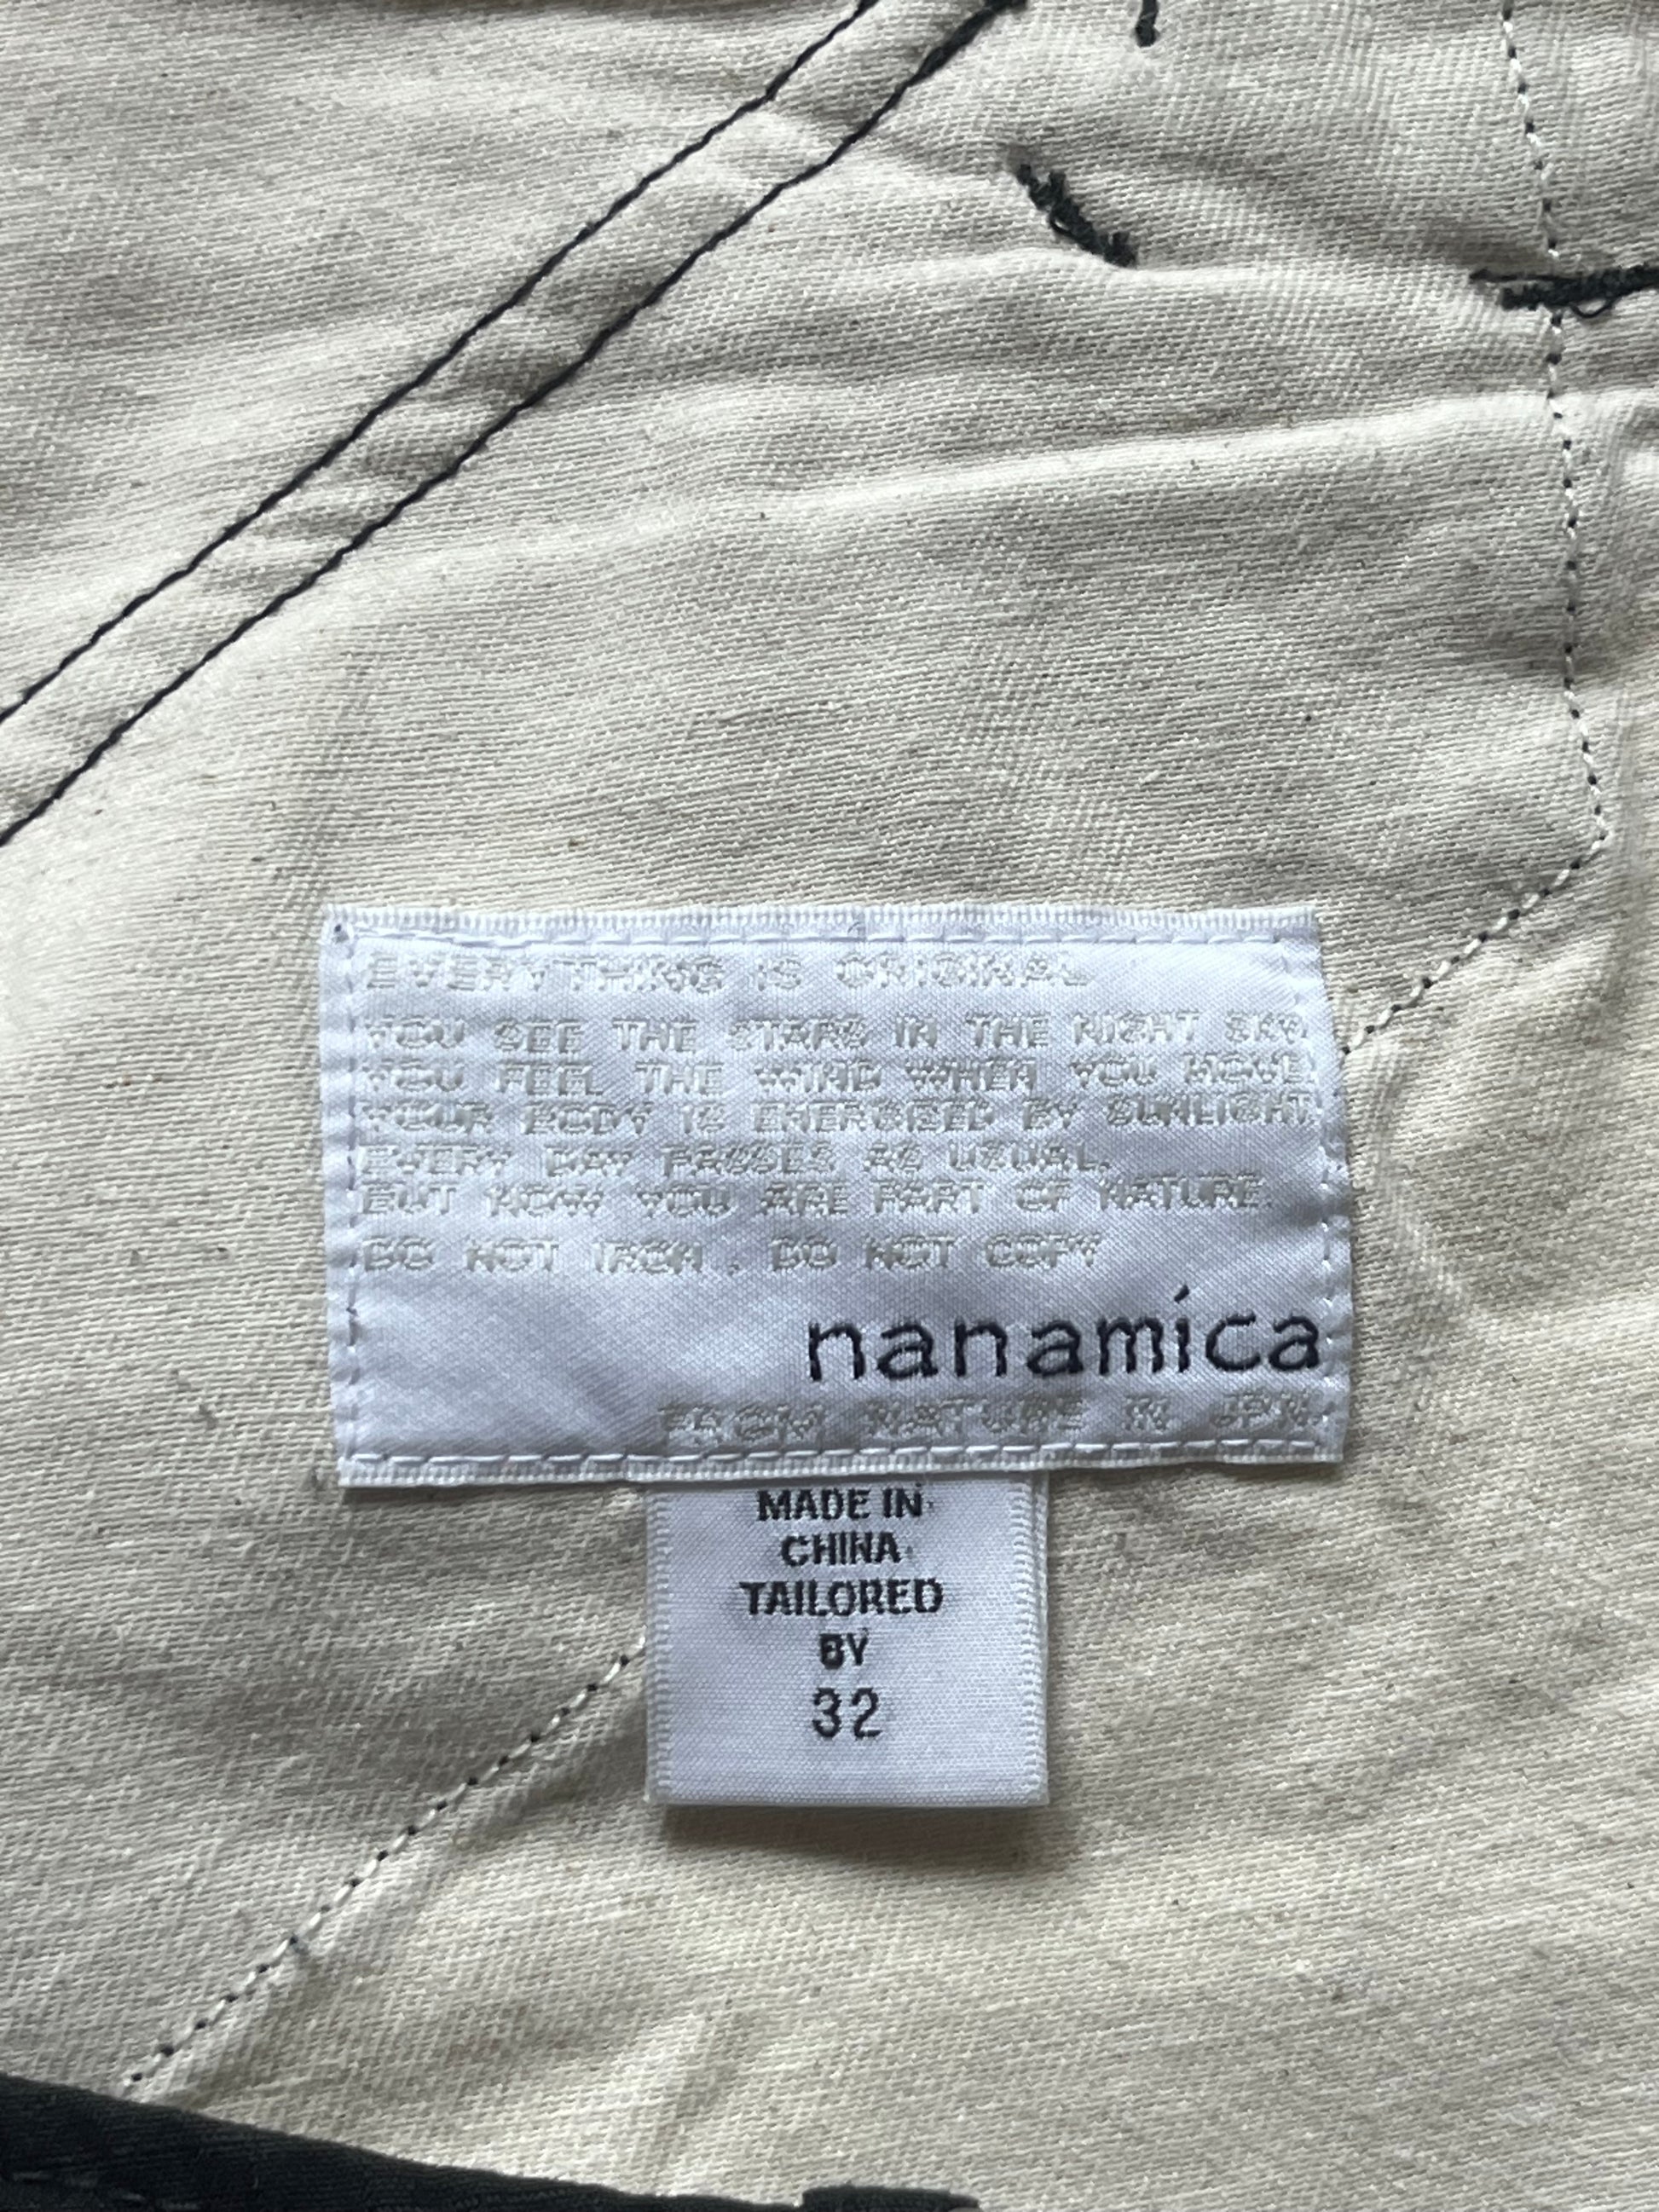 EVERYTHING IS ORIGINAL
YOU SEE THE STARS IN THE NIGHT SKY.
YOU FEEL THE WIND WHEN YOU MOVE.
YOUR BODY IS ENERGISED BY SUNLIGHT.
EVERY DAY PASSES AS USUAL.
BUT NOW YOU ARE PART OF NATURE.
DO NOT IRON. DO NOT COPY
nanamica
FROM NATURE IN JPN.
MADE IN
CHINA
TAILORED
BY
32